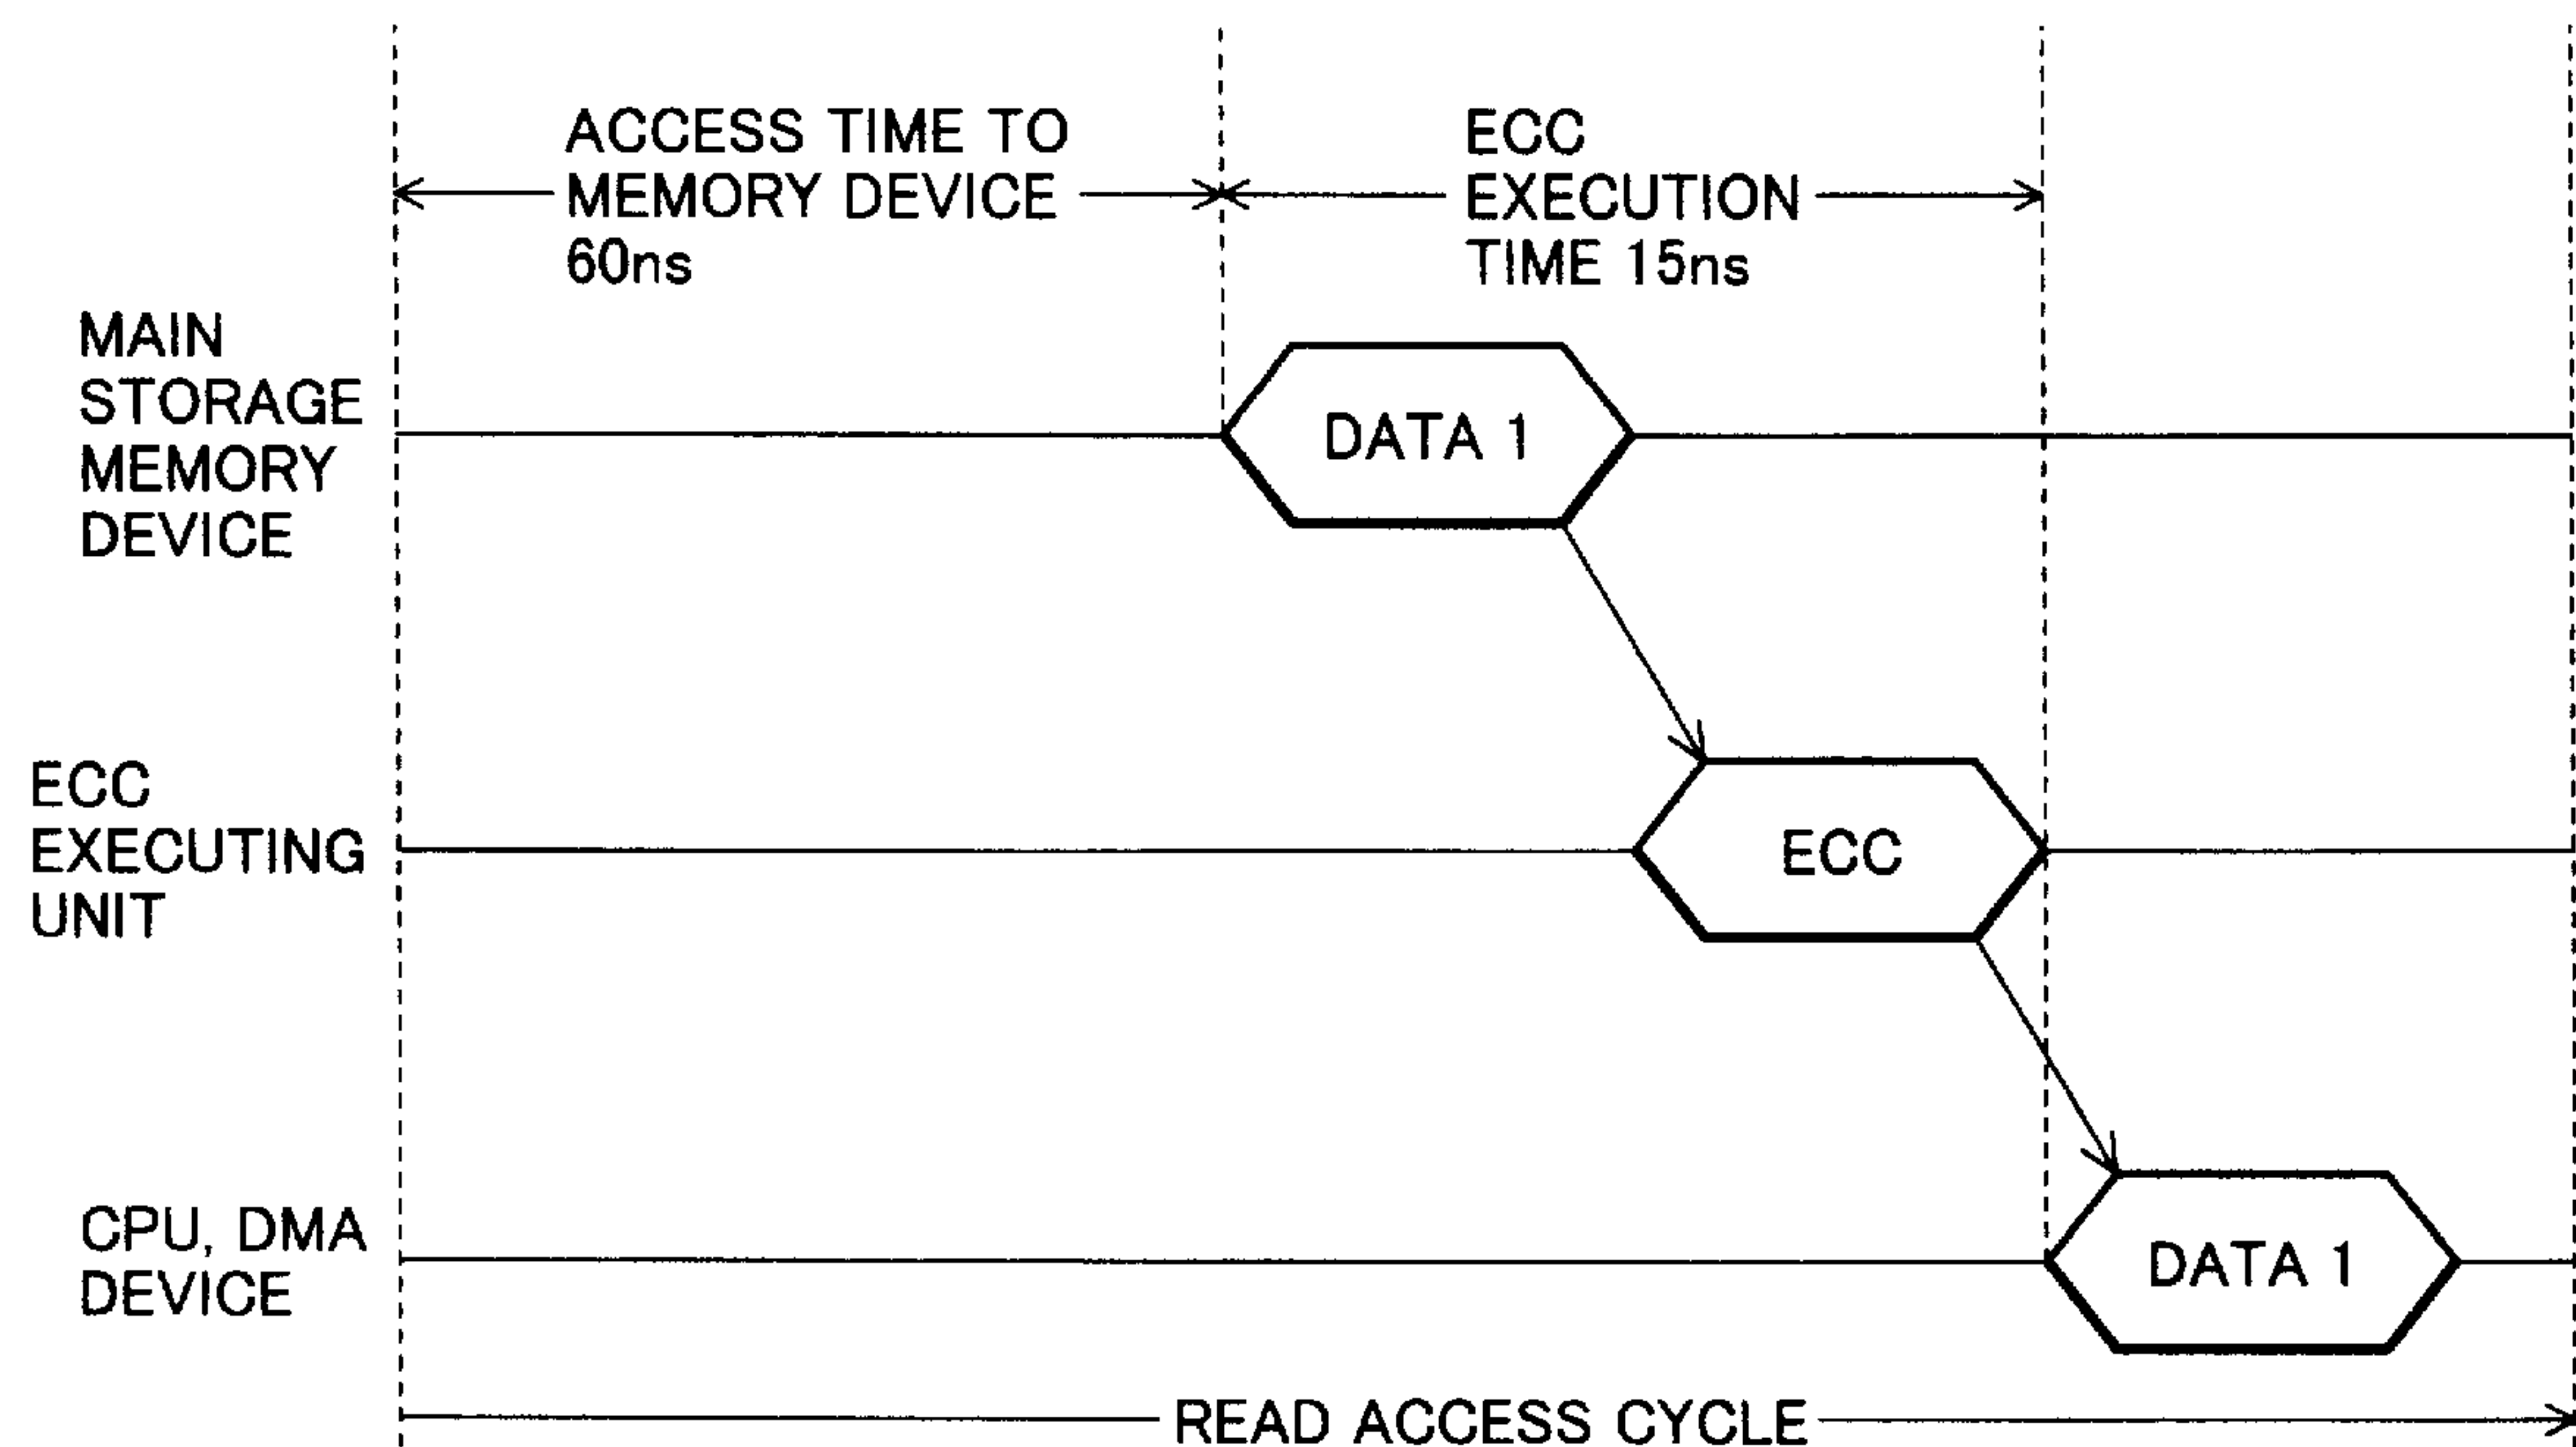 ACCESS TIME TO
MEMORY DEVICE
60ns
ECC
EXECUTION
TIME 15ns
MAIN
STORAGE
MEMORY
DEVICE
DATA 1
ECC
EXECUTING
UNIT
ECC
CPU, DMA
DEVICE
DATA 1
READ ACCESS CYCLE